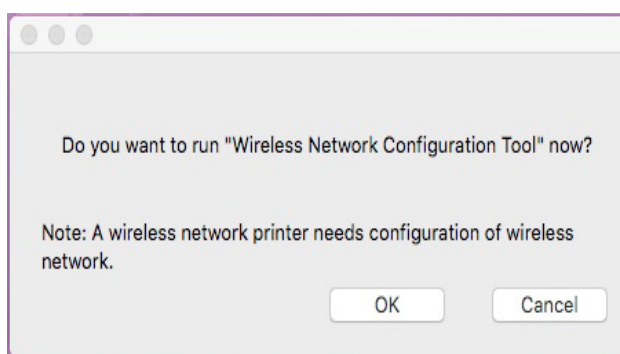 Do you want to run "Wireless Network Configuration Tool" now?
Note: A wireless network printer needs configuration of wireless
network.
OK Cancel